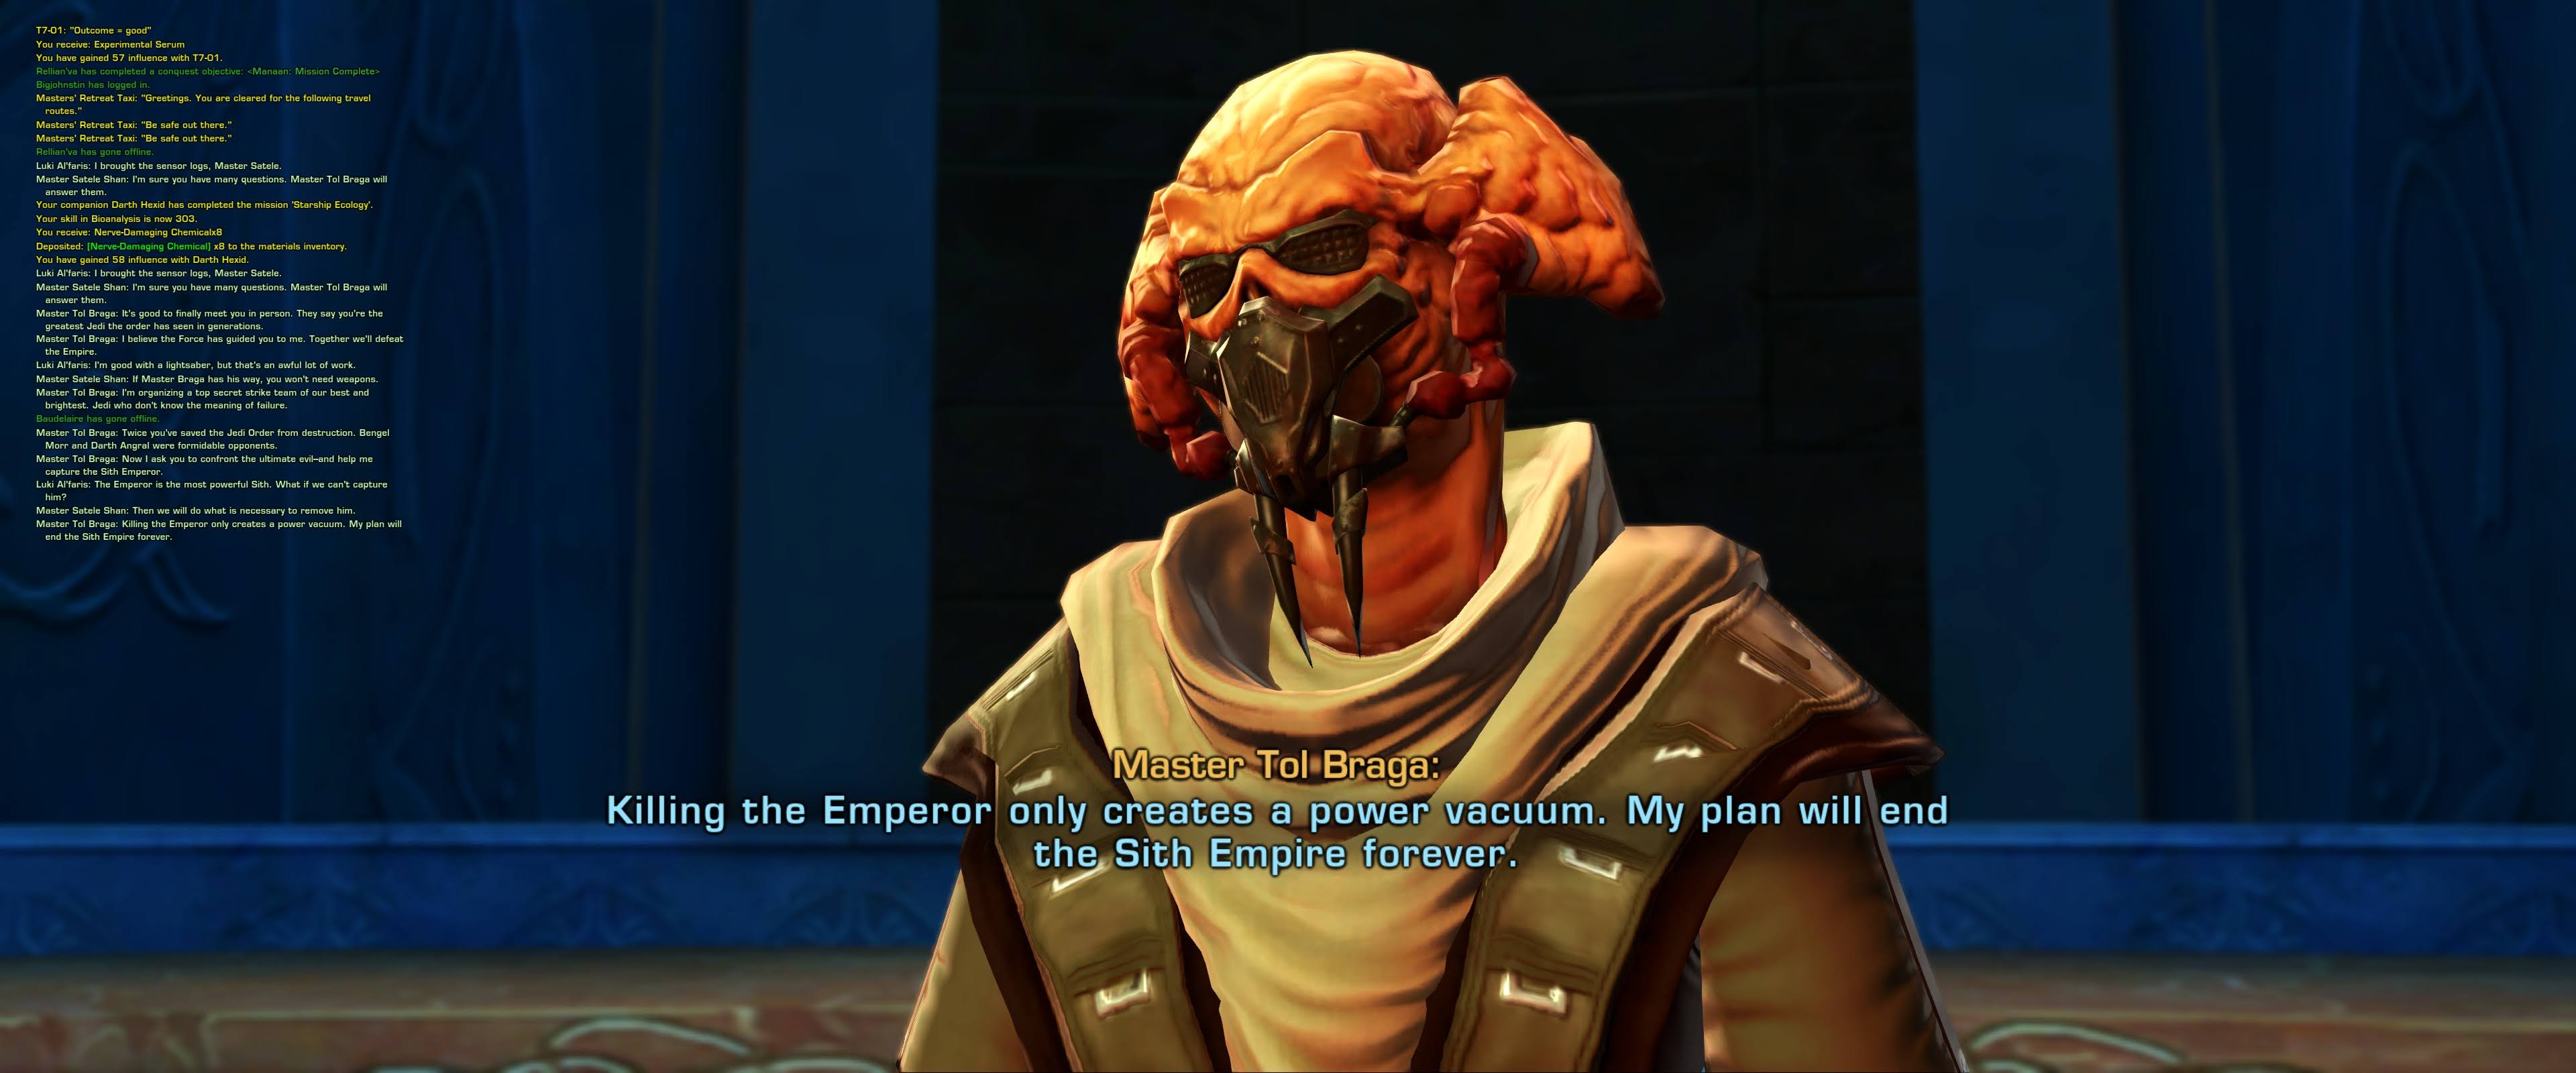 T7-01: "Outcome = good"
You receive: Experimental Serum
You have gained 57 influence with T7-01.
Rellian'va has completed a conquest objective: <Manaan: Mission Complete>
Bigjohnstin has logged in.
Masters' Retreat Taxi: "Greetings. You are cleared for the following travel
routes."
Masters' Retreat Taxi: "Be safe out there."
Masters' Retreat Taxi: "Be safe out there."
Rellian'va has gone offline.
Luki Al'faris: I brought the sensor logs, Master Satele.
Master Satele Shan: I'm sure you have many questions. Master Tol Braga will
answer them.
Your companion Darth Hexid has completed the mission 'Starship Ecology'.
Your skill in Bioanalysis is now 303.
You receive: Nerve-Damaging Chemicalx8
Deposited: [Nerve-Damaging Chemical] x8 to the materials inventory.
You have gained 58 influence with Darth Hexid.
Luki Al'faris: I brought the sensor logs, Master Satele.
Master Satele Shan: I'm sure you have many questions. Master Tol Braga will
answer them.
Master Tol Braga: It's good to finally meet you in person. They say you're the
greatest Jedi the order has seen in generations.
Master Tol Braga: I believe the Force has guided you to me. Together we'll defeat
the Empire.
Luki Al'faris: I'm good with a lightsaber, but that's an awful lot of work.
Master Satele Shan: If Master Braga has his way, you won't need weapons.
Master Tol Braga: I'm organizing a top secret strike team of our best and
brightest. Jedi who don't know the meaning of failure.
Baudelaire has gone offline.
Master Tol Braga: Twice you've saved the Jedi Order from destruction. Bengel
Morr and Darth Angral were formidable opponents.
Master Tol Braga: Now I ask you to confront the ultimate evil—and help me
capture the Sith Emperor.
Luki Al'faris: The Emperor is the most powerful Sith. What if we can't capture
him?
Master Satele Shan: Then we will do what is necessary to remove him.
Master Tol Braga: Killing the Emperor only creates a power vacuum. My plan will
end the Sith Empire forever.
Master Tol Braga:
Killing the Emperor only creates a power vacuum. My plan will end
the Sith Empire forever.